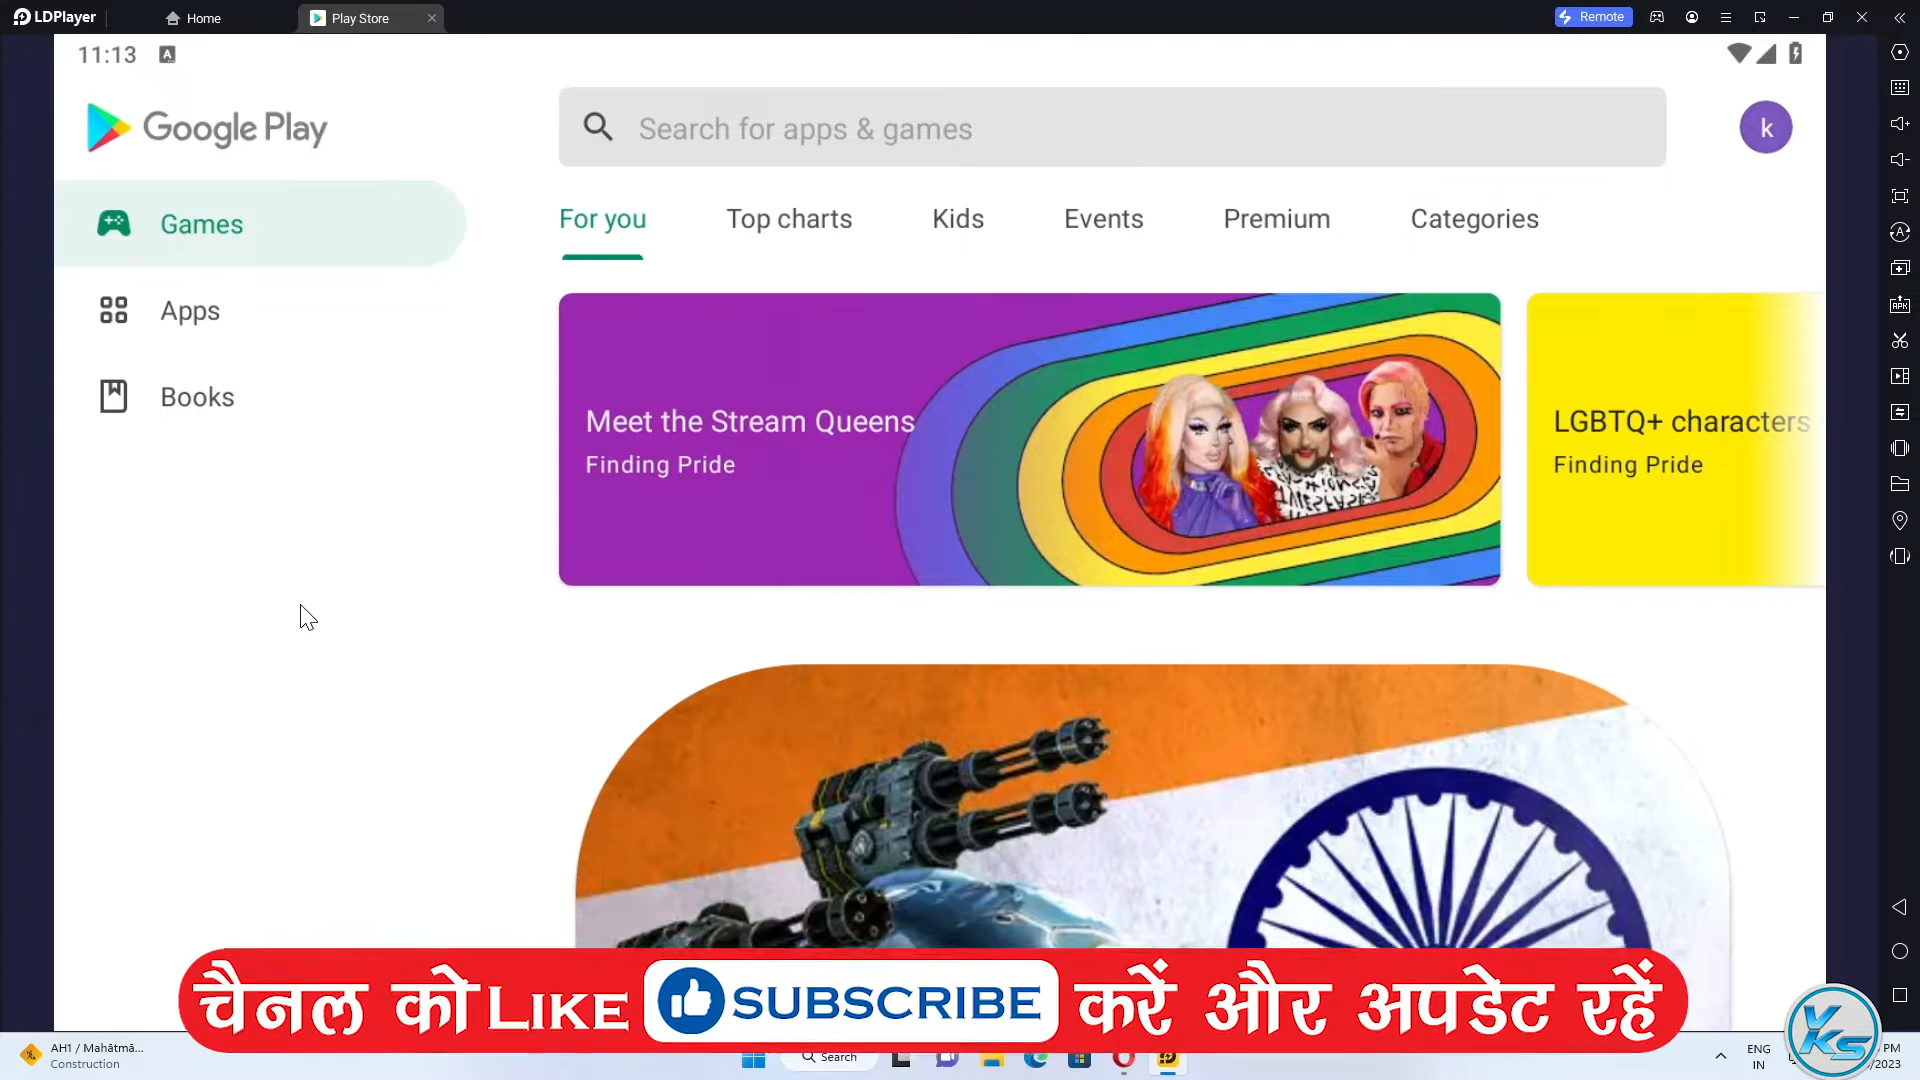 LDPlayer
Home
Play Store
Remote
11:13
A
Google Play
Search for apps & games
k
Games
Apps
Books
For you
Top charts
Kids
Events
Premium
Categories
Meet the Stream Queens
Finding Pride
LGBTQ+ characters
Finding Pride
चैनल को LIKE SUBSCRIBE करें और अपडेट रहें
AH1 / Mahātmā...
Construction
Search
ENG
IN
PM
/2023
YKS